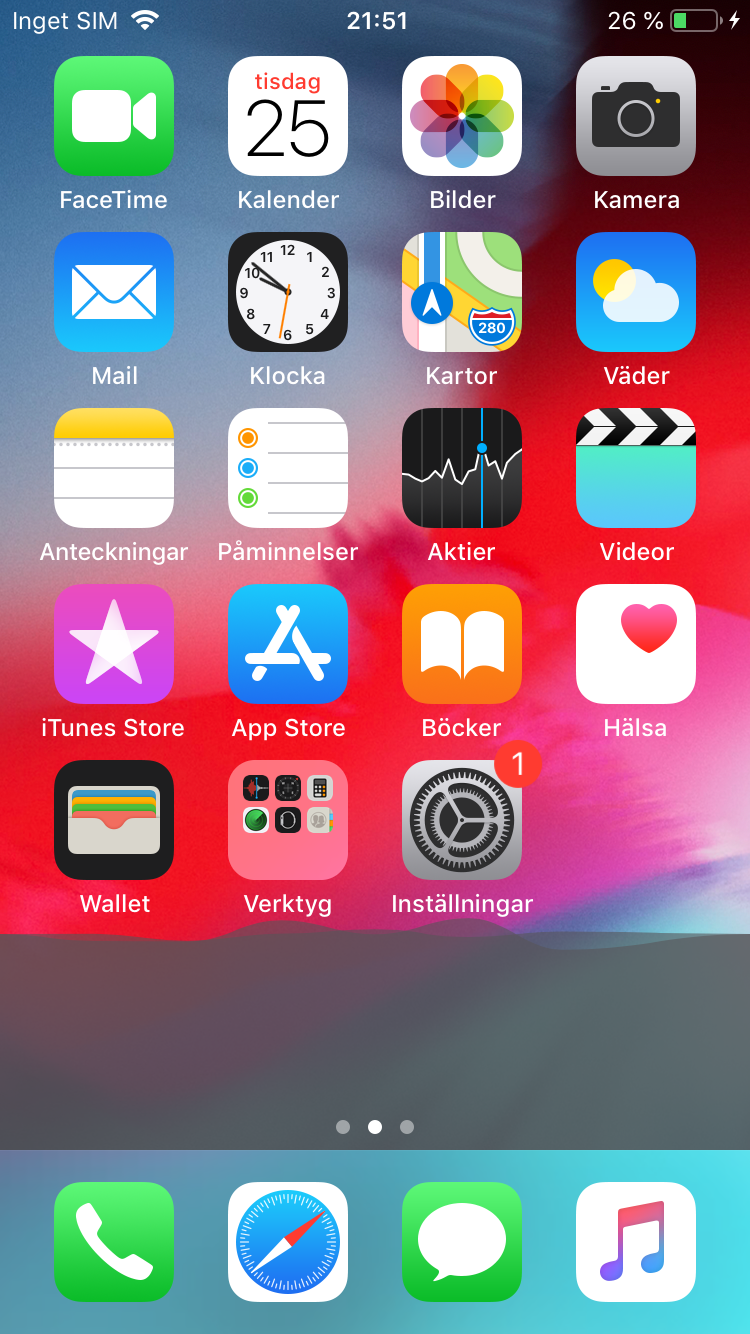 Inget SIM 21:51 26 %
tisdag
25
FaceTime Kalender Bilder Kamera
12
11 1
10 2
9 3
8 4
7 5
6
280
Mail Klocka Kartor Väder
Anteckningar Påminnelser Aktier Videor
iTunes Store App Store Böcker Hälsa
1
Wallet Verktyg Inställningar